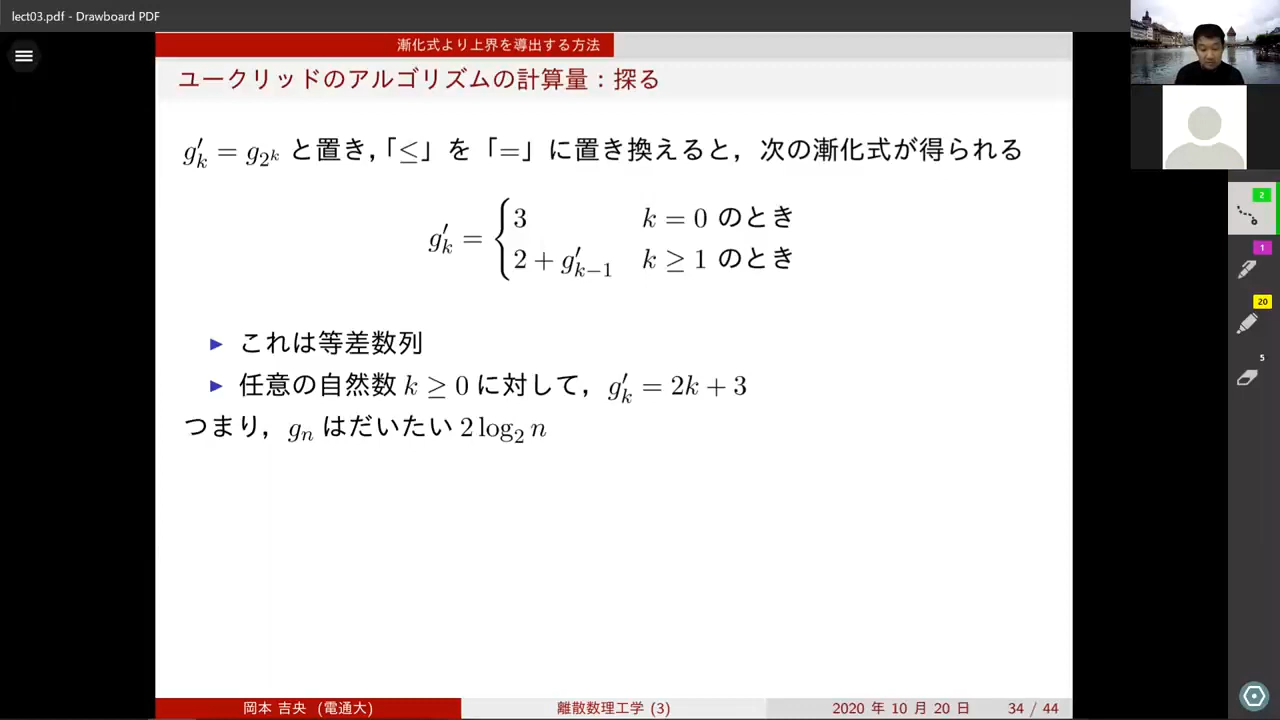 lect03.pdf - Drawboard PDF
漸化式より上界を導出する方法
ユークリッドのアルゴリズムの計算量：探る
g′_k = g_{2^k} と置き，「≤」を「=」に置き換えると，次の漸化式が得られる
g′_k = { 3 k = 0 のとき
2 + g′_{k−1} k ≥ 1 のとき
▶ これは等差数列
▶ 任意の自然数 k ≥ 0 に対して，g′_k = 2k + 3
つまり，g_n はだいたい 2 log_2 n
岡本 吉央 (電通大) 離散数理工学 (3) 2020 年 10 月 20 日 34 / 44
2
1
20
5